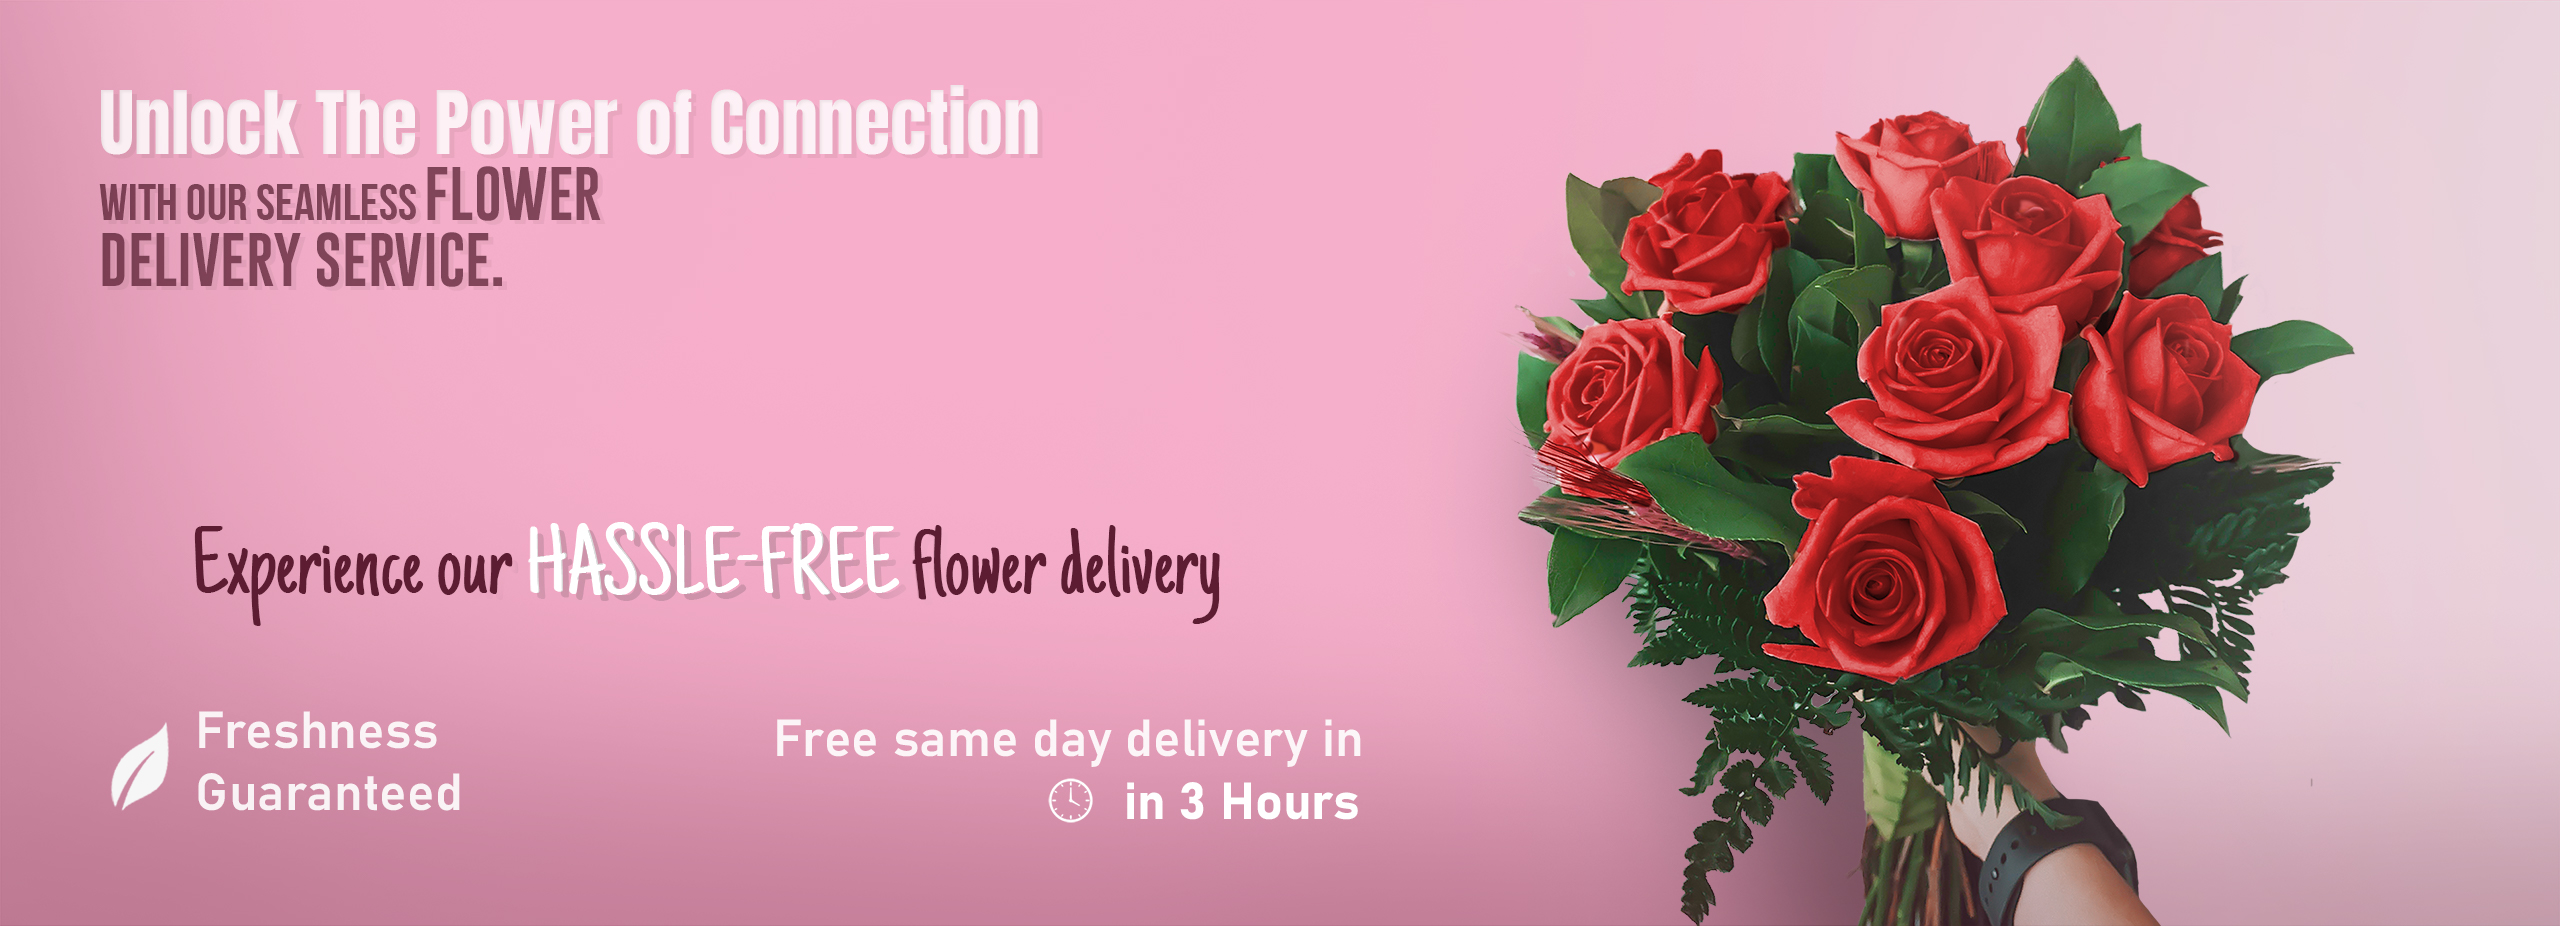 Unlock The Power of Connection
WITH OUR SEAMLESS FLOWER
DELIVERY SERVICE.
Experience our HASSLE-FREE flower delivery
Freshness
Guaranteed
Free same day delivery in
in 3 Hours